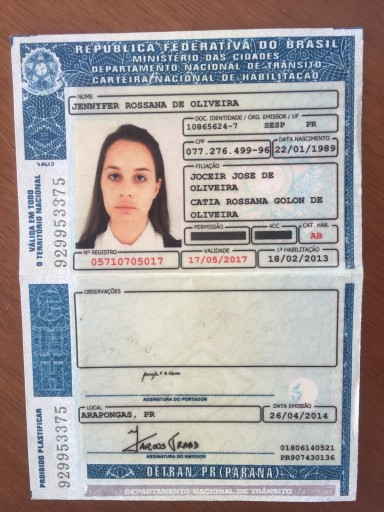 REPÚBLICA FEDERATIVA DO BRASIL
MINISTÉRIO DAS CIDADES
DEPARTAMENTO NACIONAL DE TRÂNSITO
CARTEIRA NACIONAL DE HABILITAÇÃO
NOME
JENNYFER ROSSANA DE OLIVEIRA
DOC. IDENTIDADE / ÓRG. EMISSOR / UF
10865624-7 SESP PR
CPF DATA NASCIMENTO
077.276.499-96 22/01/1989
FILIAÇÃO
JOCEIR JOSE DE
OLIVEIRA
CATIA ROSSANA GOLON DE
OLIVEIRA
PERMISSÃO ACC CAT. HAB.
AB
Nº REGISTRO VALIDADE 1ª HABILITAÇÃO
05710705017 17/05/2017 18/02/2013
VÁLIDA EM TODO
O TERRITÓRIO NACIONAL
929953375
OBSERVAÇÕES
ASSINATURA DO PORTADOR
LOCAL DATA EMISSÃO
ARAPONGAS, PR 26/04/2014
01806140521
PR907430136
ASSINATURA DO EMISSOR
DETRAN, PR (PARANA)
DEPARTAMENTO NACIONAL DE TRÂNSITO
PROIBIDO PLASTIFICAR
929953375